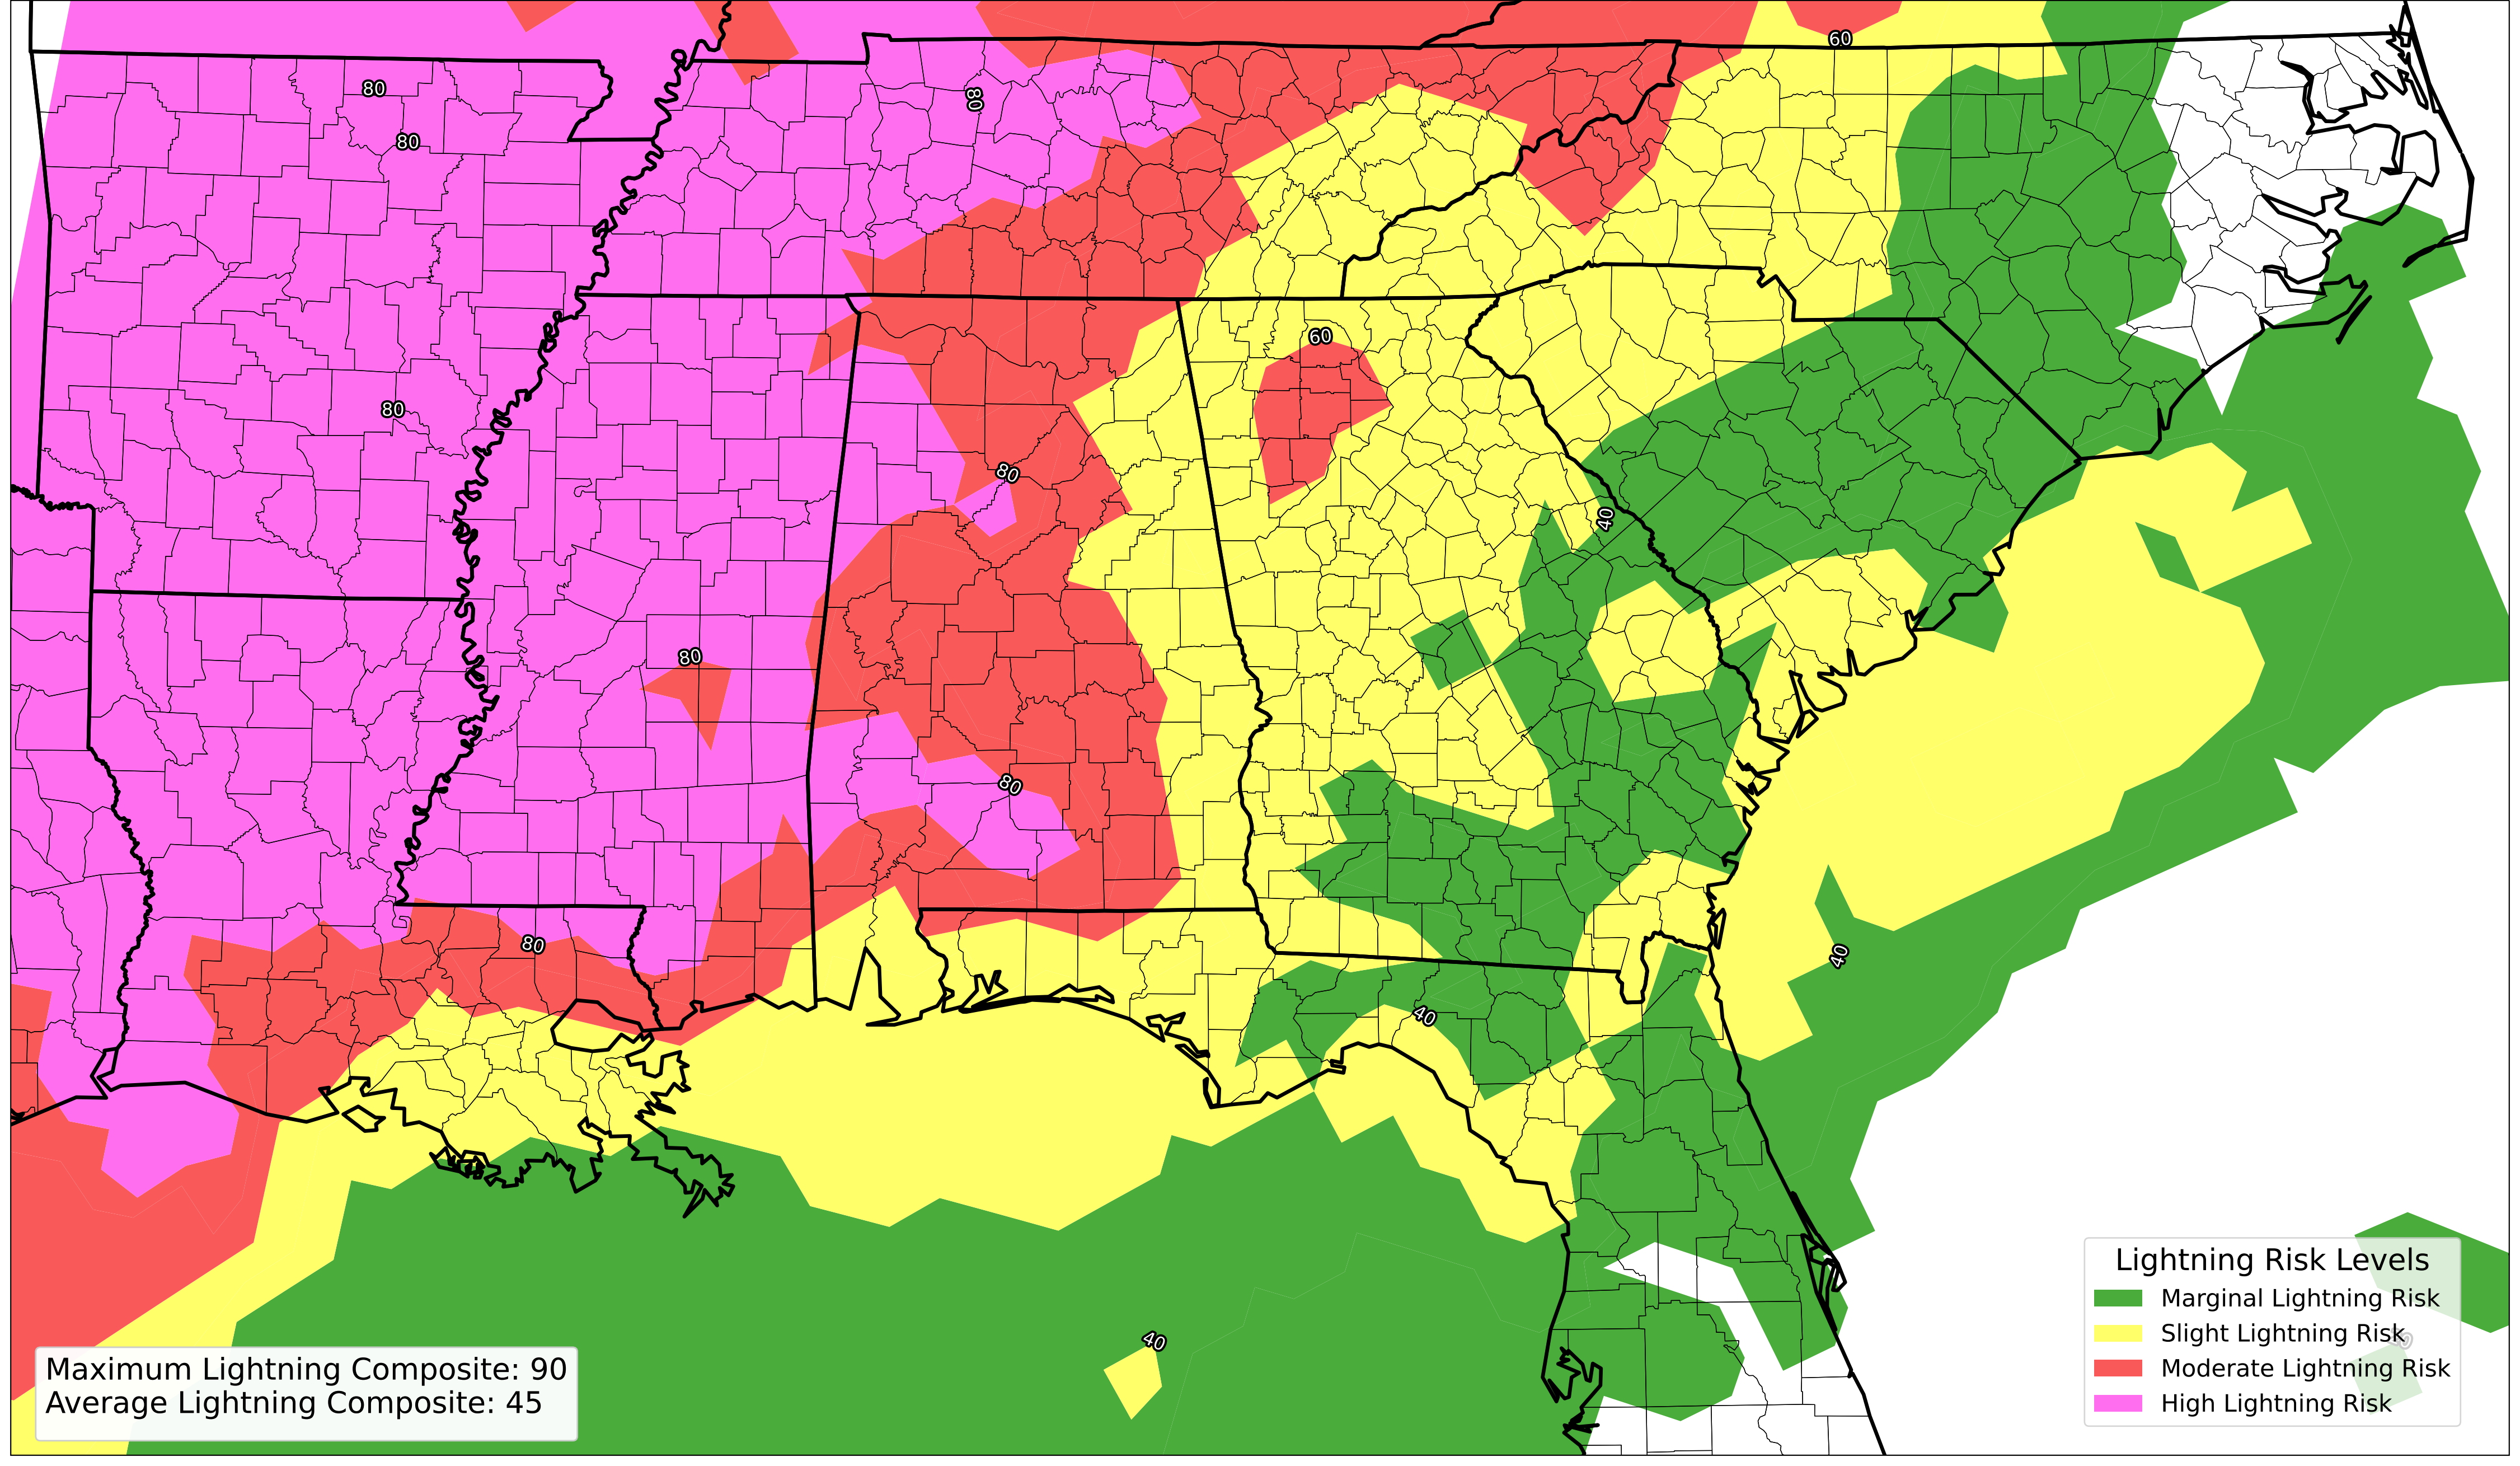 60
80
80
80
60
80
80
40
80
80
80
40
40
40
Lightning Risk Levels
Marginal Lightning Risk
Slight Lightning Risk
Moderate Lightning Risk
High Lightning Risk
Maximum Lightning Composite: 90
Average Lightning Composite: 45